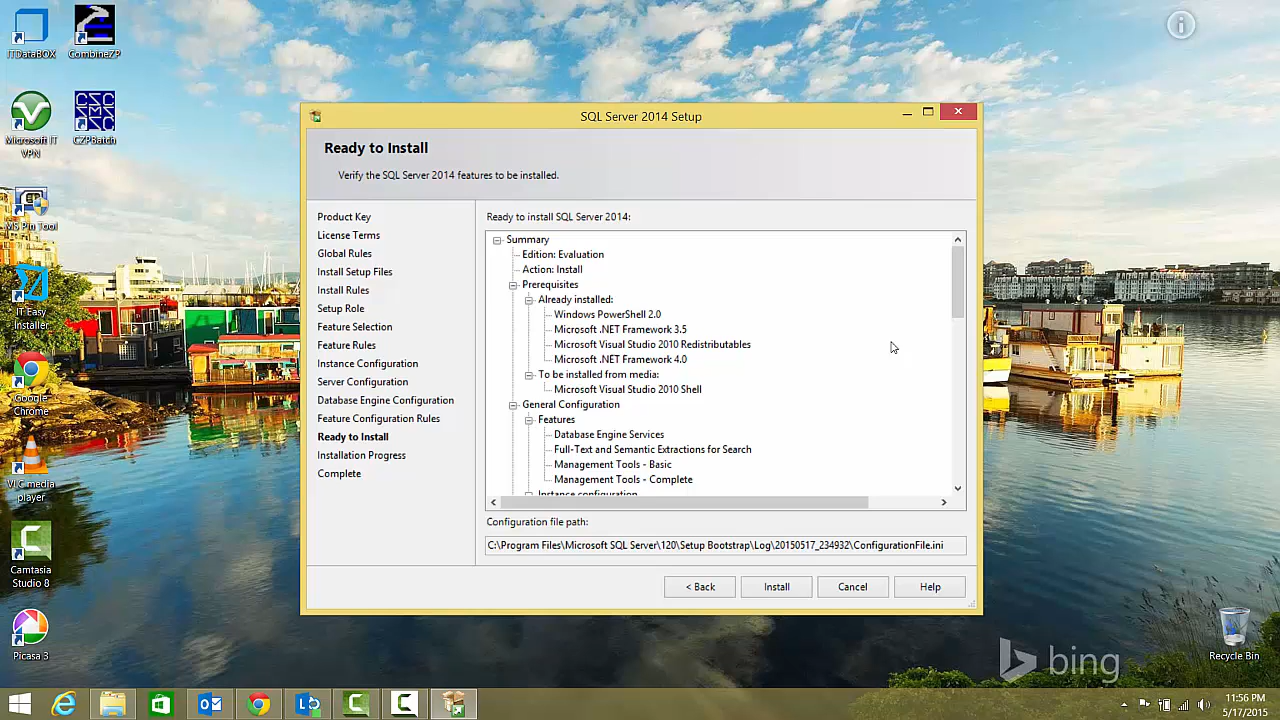 ITDataBOX
CombineZP
Microsoft IT
VPN
CZPBatch
MS Pin Tool
IT Easy
Installer
Google
Chrome
VLC media
player
Camtasia
Studio 8
Picasa 3
SQL Server 2014 Setup
Ready to Install
Verify the SQL Server 2014 features to be installed.
Product Key
License Terms
Global Rules
Install Setup Files
Install Rules
Setup Role
Feature Selection
Feature Rules
Instance Configuration
Server Configuration
Database Engine Configuration
Feature Configuration Rules
Ready to Install
Installation Progress
Complete
Ready to install SQL Server 2014:
Summary
Edition: Evaluation
Action: Install
Prerequisites
Already installed:
Windows PowerShell 2.0
Microsoft .NET Framework 3.5
Microsoft Visual Studio 2010 Redistributables
Microsoft .NET Framework 4.0
To be installed from media:
Microsoft Visual Studio 2010 Shell
General Configuration
Features
Database Engine Services
Full-Text and Semantic Extractions for Search
Management Tools - Basic
Management Tools - Complete
Instance configuration
Configuration file path:
C:\Program Files\Microsoft SQL Server\120\Setup Bootstrap\Log\20150517_234932\ConfigurationFile.ini
< Back
Install
Cancel
Help
Recycle Bin
bing
11:56 PM
5/17/2015